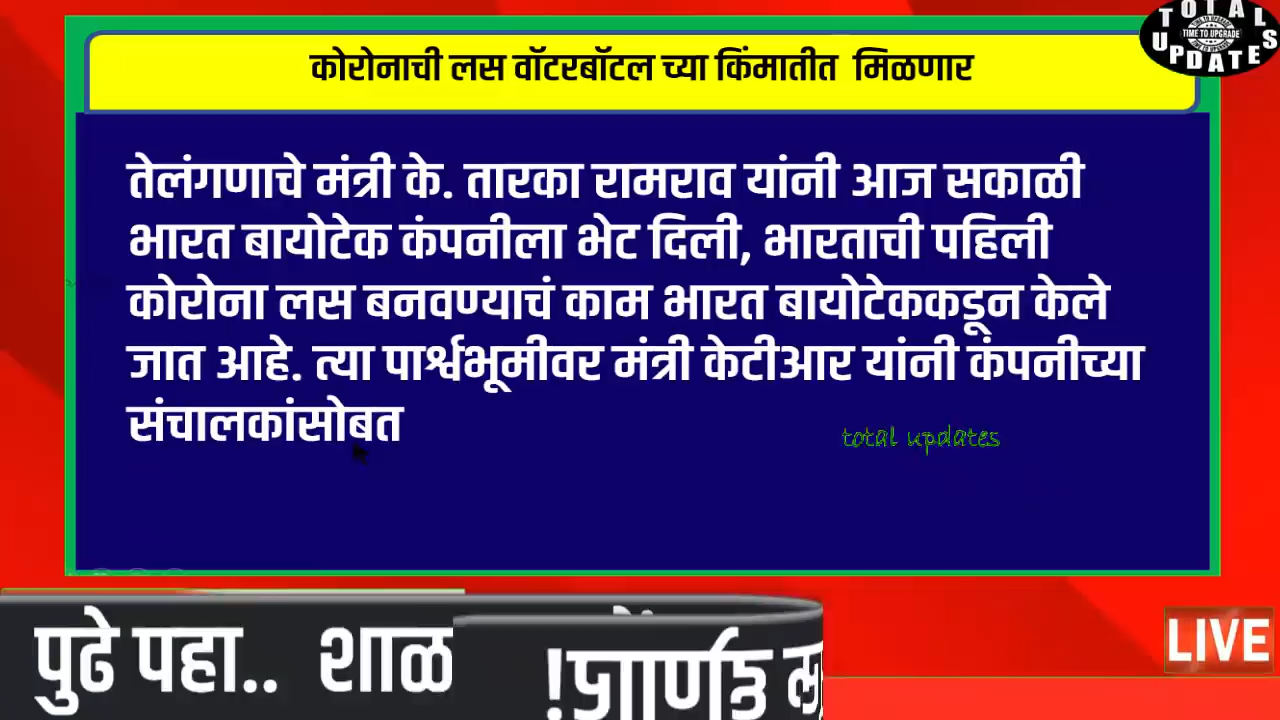 TOTAL UPDATES
TIME TO UPGRADE
कोरोनाची लस वॉटरबॉटल च्या किंमातीत मिळणार
तेलंगणाचे मंत्री के. तारका रामराव यांनी आज सकाळी
भारत बायोटेक कंपनीला भेट दिली, भारताची पहिली
कोरोना लस बनवण्याचं काम भारत बायोटेककडून केले
जात आहे. त्या पार्श्वभूमीवर मंत्री केटीआर यांनी कंपनीच्या
संचालकांसोबत
total updates
पुढे पहा.. शाळ
LIVE